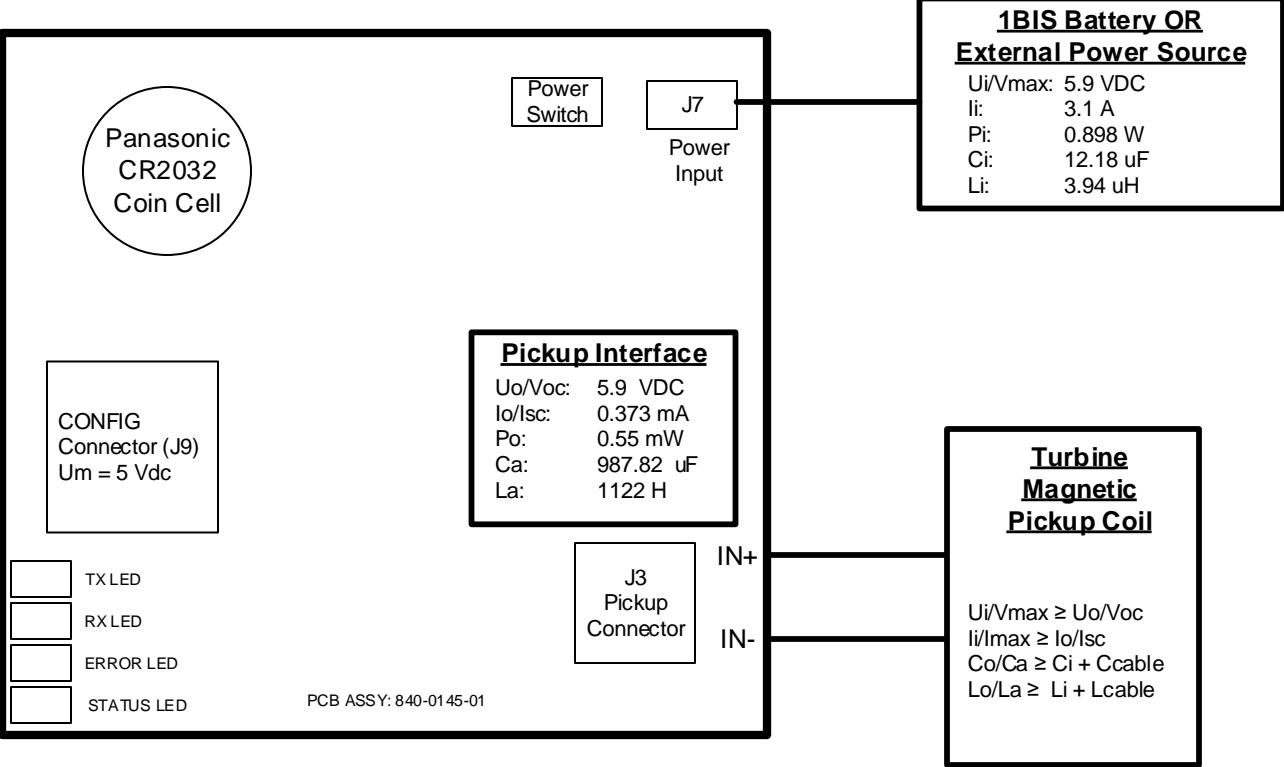 1BIS Battery OR
External Power Source
Ui/Vmax: 5.9 VDC
Ii: 3.1 A
Pi: 0.898 W
Ci: 12.18 uF
Li: 3.94 uH
Power
Switch
J7
Power
Input
Panasonic
CR2032
Coin Cell
Pickup Interface
Uo/Voc: 5.9 VDC
Io/Isc: 0.373 mA
Po: 0.55 mW
Ca: 987.82 uF
La: 1122 H
CONFIG
Connector (J9)
Um = 5 Vdc
Turbine
Magnetic
Pickup Coil
Ui/Vmax ≥ Uo/Voc
Ii/Imax ≥ Io/Isc
Co/Ca ≥ Ci + Ccable
Lo/La ≥ Li + Lcable
J3
Pickup
Connector
IN+
IN-
TX LED
RX LED
ERROR LED
STATUS LED
PCB ASSY: 840-0145-01